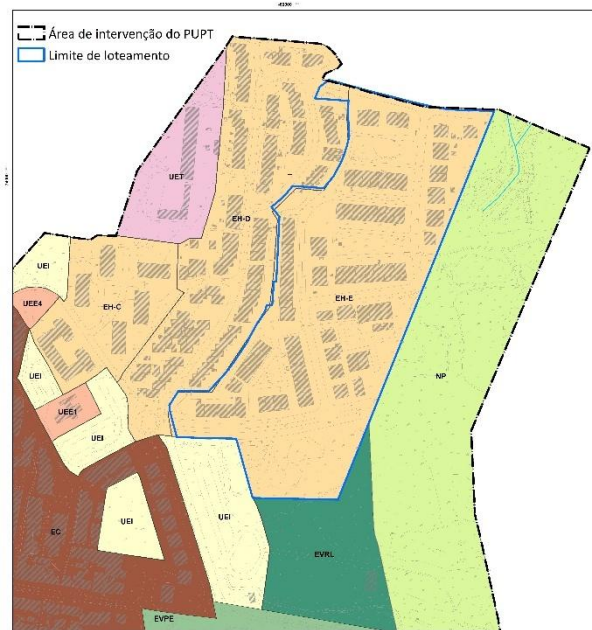 Área de intervenção do PUPT
Limite de loteamento
UET
EH-D
UEI
EH-E
UEE4
EH-C
UEI
NP
UEE1
UEI
UEI
UEI
EC
EVRL
EVPE